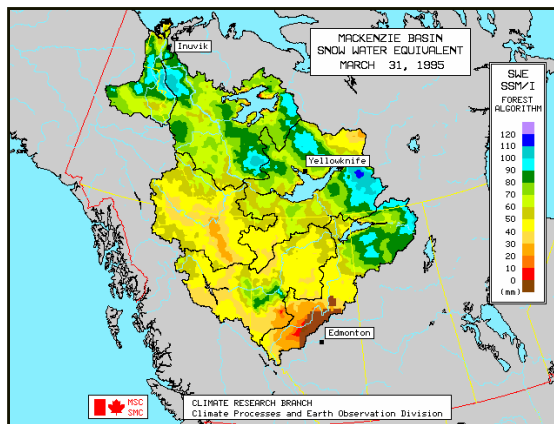 MACKENZIE BASIN
SNOW WATER EQUIVALENT
MARCH 31, 1995
Inuvik
SWE
SSM/I
FOREST
ALGORITHM
120
110
100
90
80
70
60
50
40
30
20
10
0
(mm)
Yellowknife
Edmonton
MSC
SMC
CLIMATE RESEARCH BRANCH
Climate Processes and Earth Observation Division